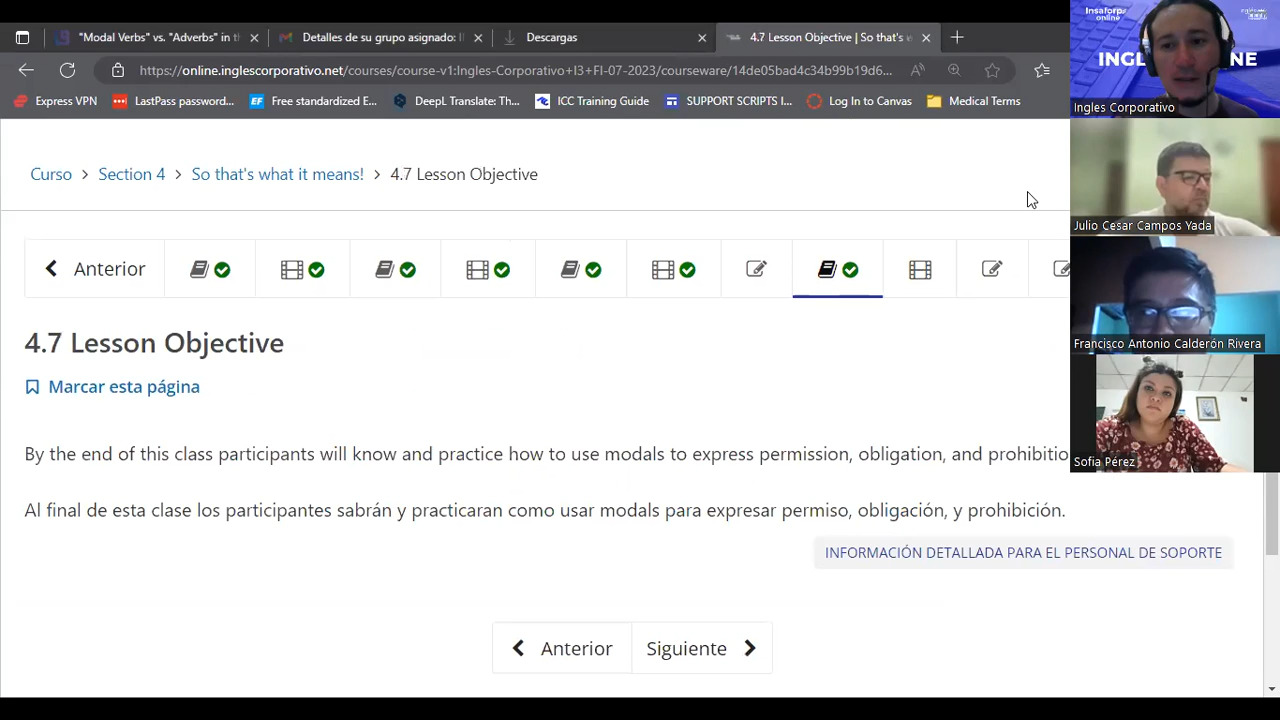 "Modal Verbs" vs. "Adverbs" in t
Detalles de su grupo asignado: I
Descargas
4.7 Lesson Objective | So that's
https://online.inglescorporativo.net/courses/course-v1:Ingles-Corporativo+I3+FI-07-2023/courseware/14de05bad4c34b99b19d6...
Express VPN
LastPass password...
Free standardized E...
DeepL Translate: Th...
ICC Training Guide
SUPPORT SCRIPTS I...
Log In to Canvas
Medical Terms
Curso > Section 4 > So that's what it means! > 4.7 Lesson Objective
Anterior
4.7 Lesson Objective
Marcar esta página
By the end of this class participants will know and practice how to use modals to express permission, obligation, and prohibitio
Al final de esta clase los participantes sabrán y practicaran como usar modals para expresar permiso, obligación, y prohibición.
INFORMACIÓN DETALLADA PARA EL PERSONAL DE SOPORTE
Anterior
Siguiente
Insaforp
online
INGL
NE
Ingles Corporativo
Julio Cesar Campos Yada
Francisco Antonio Calderón Rivera
Sofia Pérez